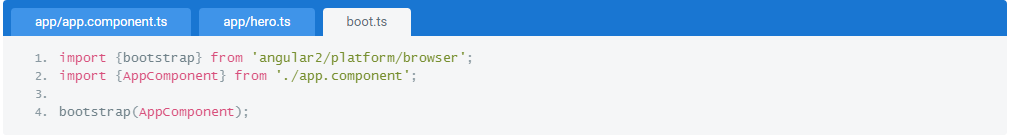 app/app.component.ts app/hero.ts boot.ts
1. import {bootstrap} from 'angular2/platform/browser';
2. import {AppComponent} from './app.component';
3.
4. bootstrap(AppComponent);